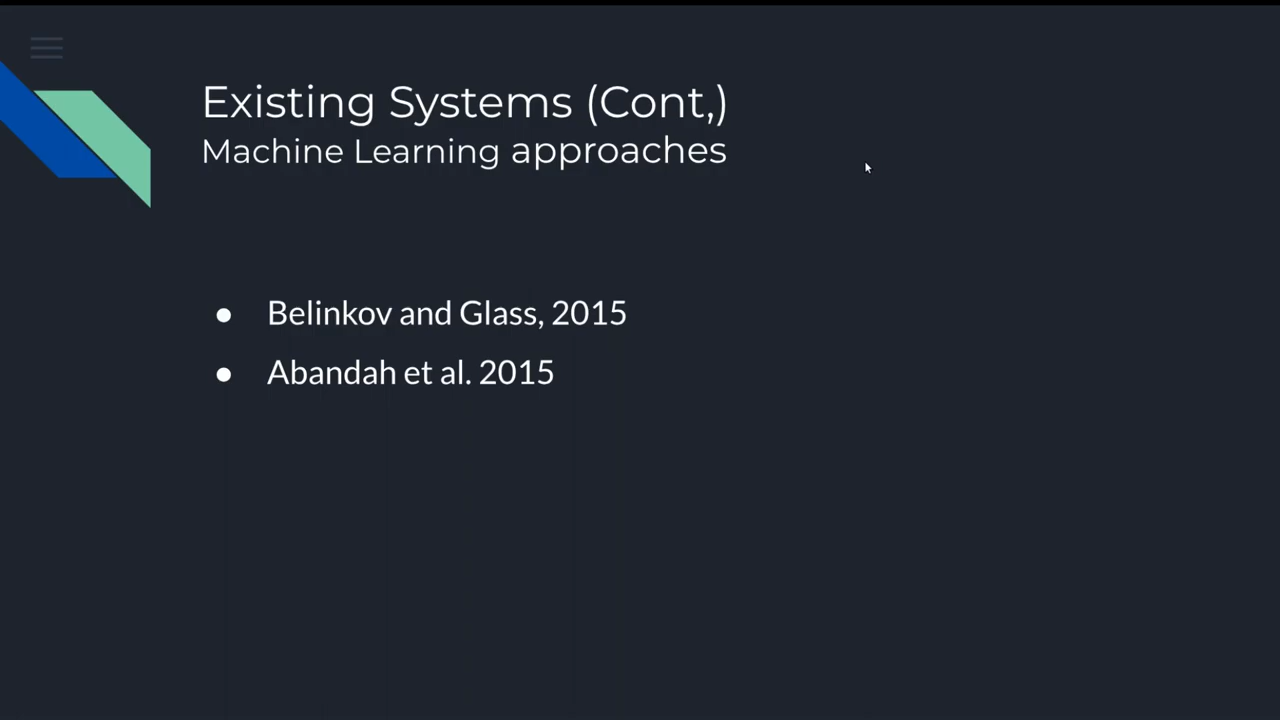 Existing Systems (Cont,)
Machine Learning approaches
● Belinkov and Glass, 2015
● Abandah et al. 2015